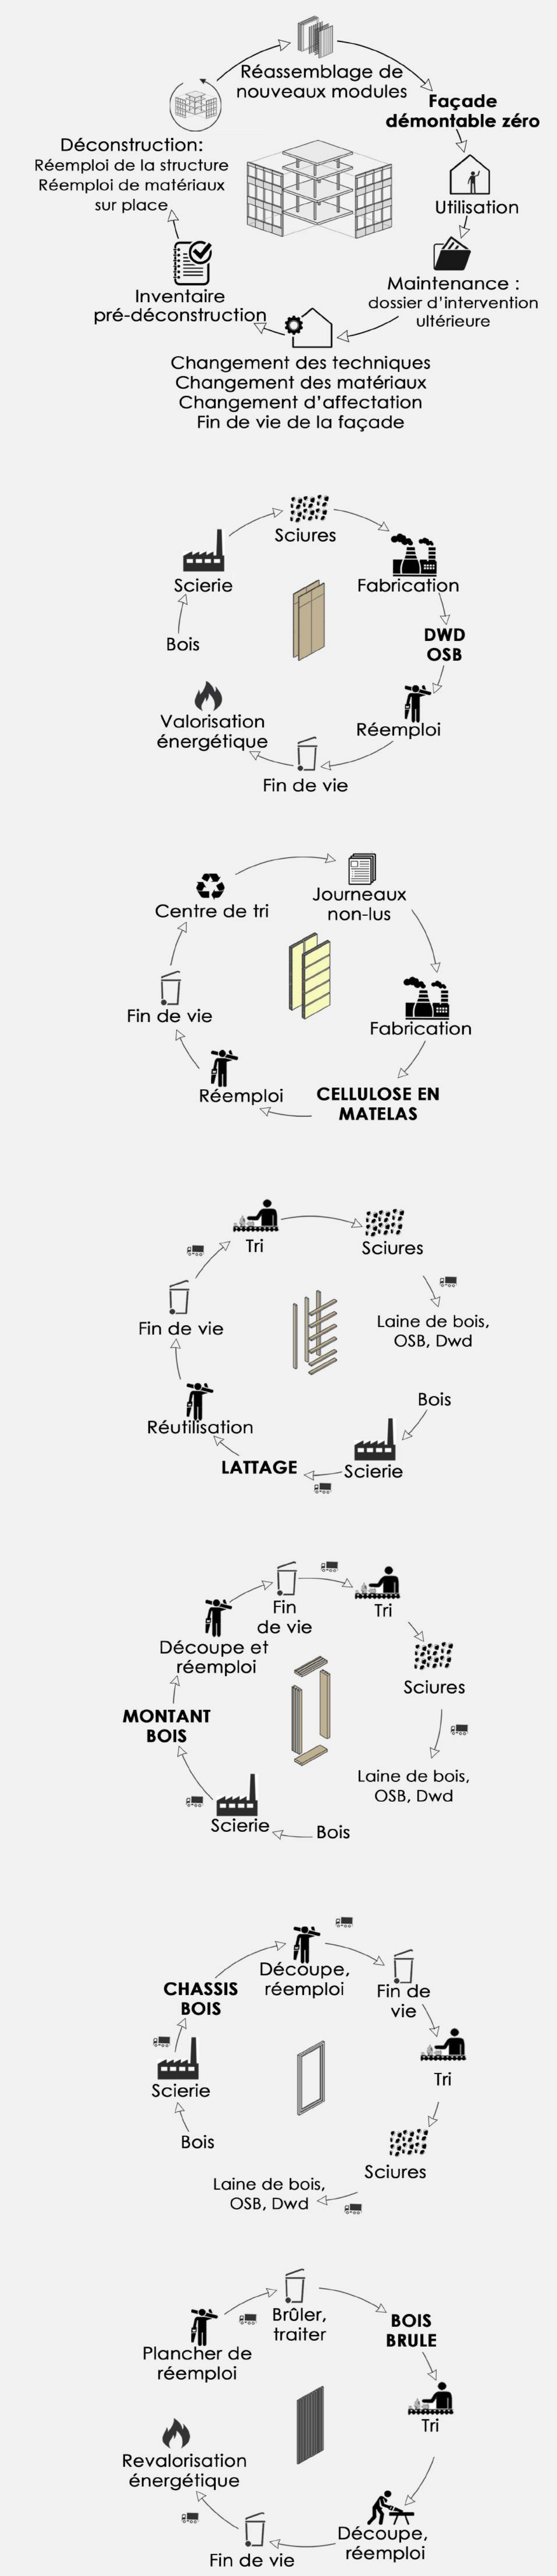 Réassemblage de
nouveaux modules
Façade
démontable zéro
Déconstruction:
Réemploi de la structure
Réemploi de matériaux
sur place
Utilisation
Maintenance :
dossier d'intervention
ultérieure
Inventaire
pré-déconstruction
Changement des techniques
Changement des matériaux
Changement d'affectation
Fin de vie de la façade
Sciures
Scierie
Fabrication
Bois
DWD
OSB
Valorisation
énergétique
Réemploi
Fin de vie
Centre de tri
Journeaux
non-lus
Fin de vie
Fabrication
Réemploi
CELLULOSE EN
MATELAS
Tri
Sciures
Fin de vie
Laine de bois,
OSB, Dwd
Bois
Réutilisation
LATTAGE
Scierie
Fin
de vie
Tri
Découpe et
réemploi
Sciures
MONTANT
BOIS
Laine de bois,
OSB, Dwd
Scierie
Bois
Découpe,
réemploi
CHASSIS
BOIS
Fin de
vie
Scierie
Tri
Bois
Sciures
Laine de bois,
OSB, Dwd
Brûler,
traiter
BOIS
BRULE
Plancher de
réemploi
Tri
Revalorisation
énergétique
Découpe,
réemploi
Fin de vie